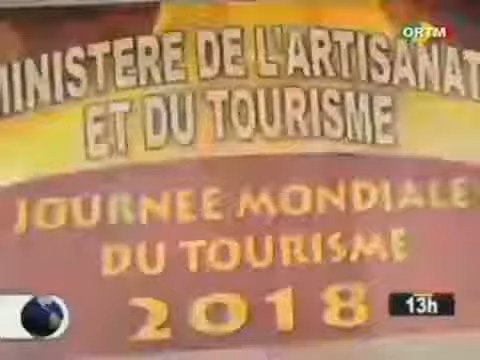 ORTM
MINISTERE DE L'ARTISANAT
ET DU TOURISME
JOURNEE MONDIALE
DU TOURISME
2018
13h